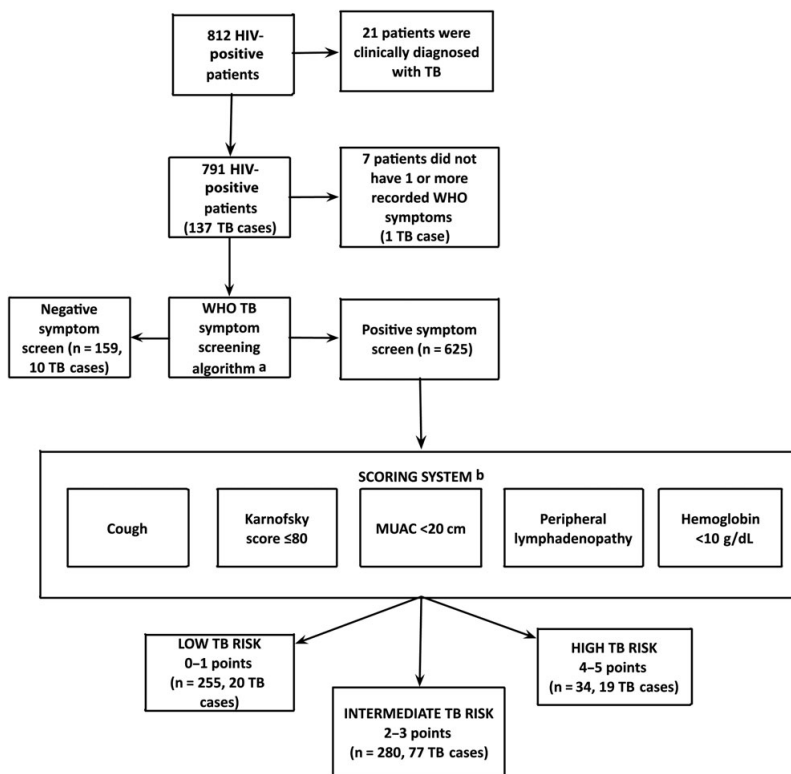 812 HIV-
positive
patients
21 patients were
clinically diagnosed
with TB
791 HIV-
positive
patients
(137 TB cases)
7 patients did not
have 1 or more
recorded WHO
symptoms
(1 TB case)
Negative
symptom
screen (n = 159,
10 TB cases)
WHO TB
symptom
screening
algorithm a
Positive symptom
screen (n = 625)
SCORING SYSTEM b
Cough
Karnofsky
score ≤80
MUAC <20 cm
Peripheral
lymphadenopathy
Hemoglobin
<10 g/dL
LOW TB RISK
0–1 points
(n = 255, 20 TB
cases)
INTERMEDIATE TB RISK
2–3 points
(n = 280, 77 TB cases)
HIGH TB RISK
4–5 points
(n = 34, 19 TB cases)